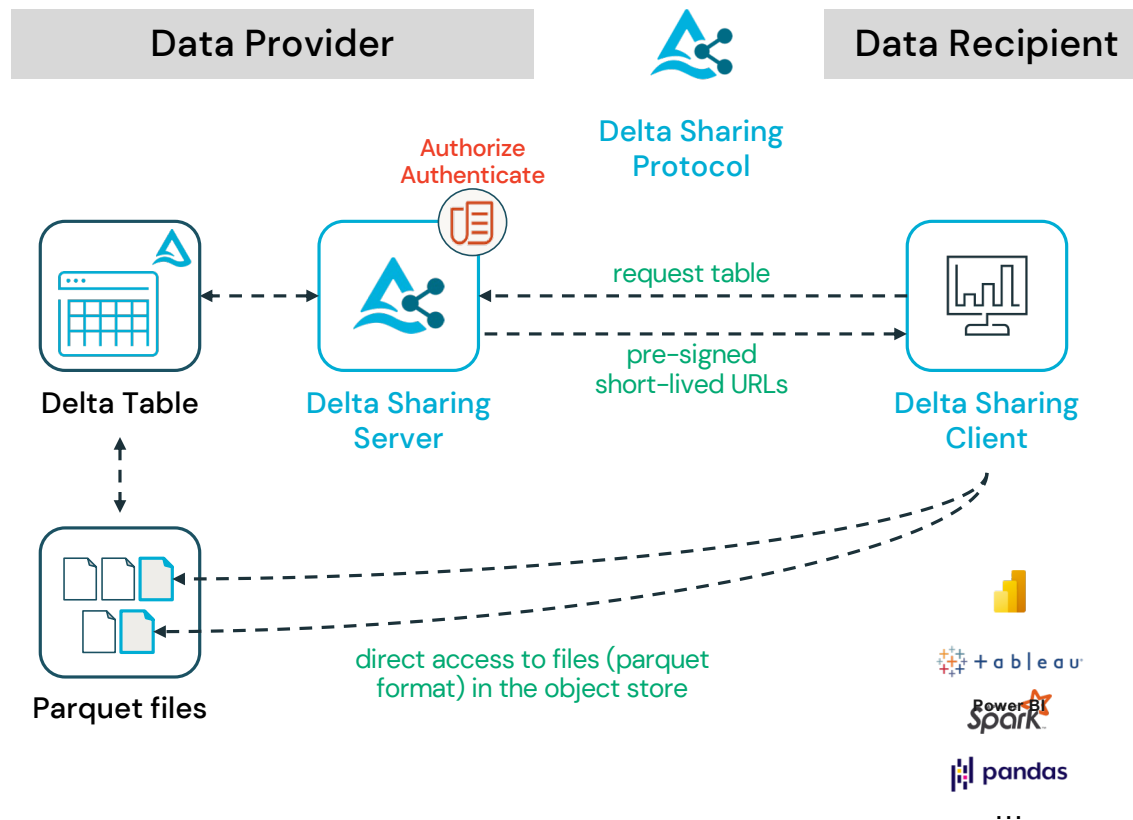 Data Provider
Data Recipient
Delta Sharing
Protocol
Authorize
Authenticate
request table
pre-signed
short-lived URLs
Delta Table
Delta Sharing
Server
Delta Sharing
Client
direct access to files (parquet
format) in the object store
Parquet files
+ableau
Power BI
Spark
pandas
...